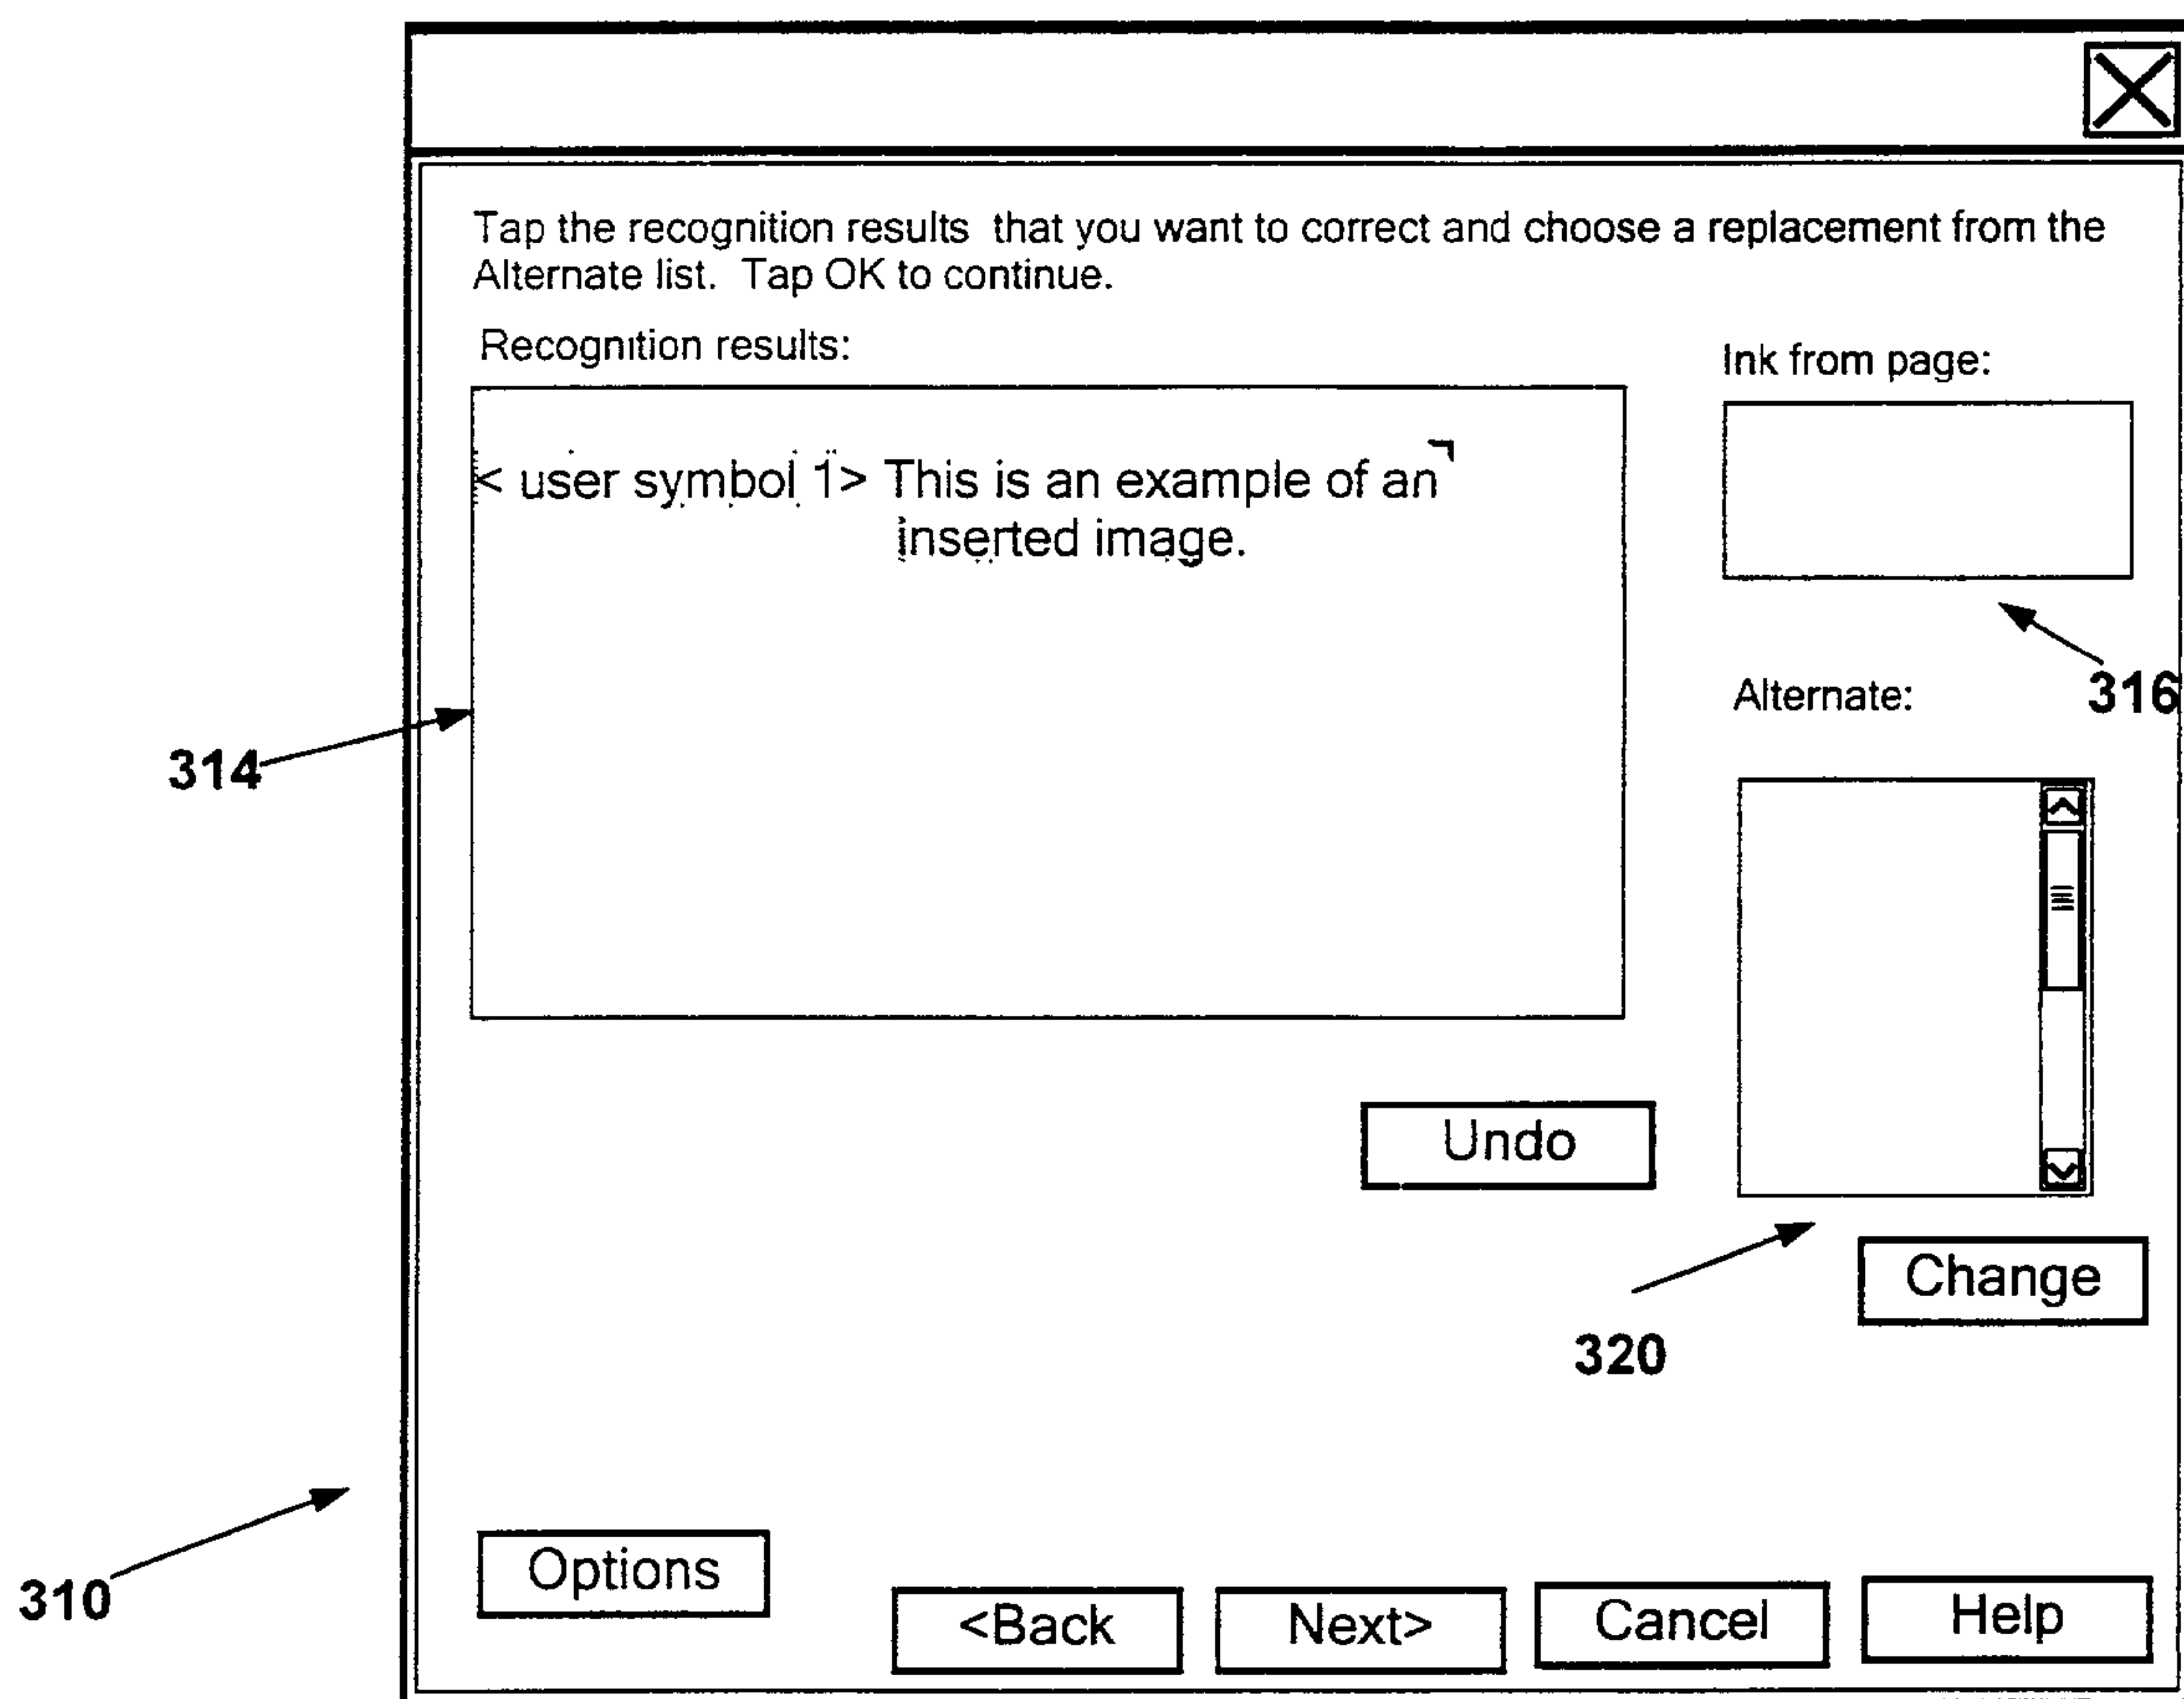 Tap the recognition results that you want to correct and choose a replacement from the
Alternate list. Tap OK to continue.
Recognition results:
Ink from page:
< user symbol 1> This is an example of an
inserted image.
316
Alternate:
314
Undo
Change
320
310
Options
<Back
Next>
Cancel
Help